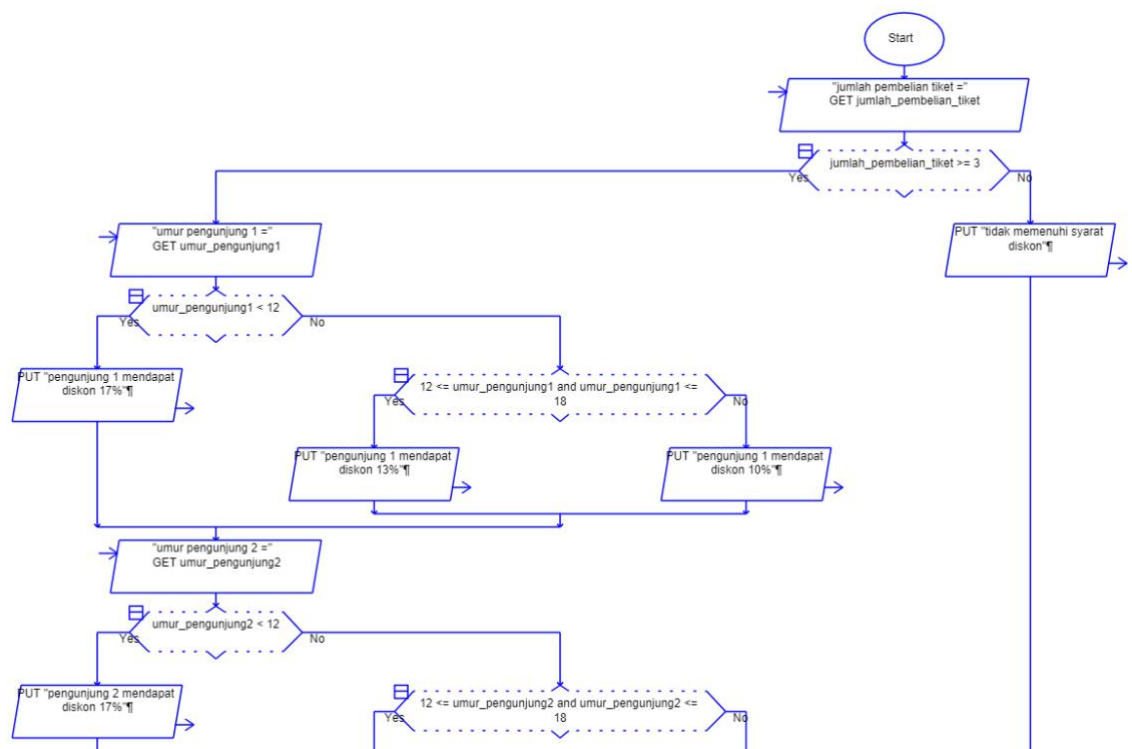 Start
"jumlah pembelian tiket ="
GET jumlah_pembelian_tiket
jumlah_pembelian_tiket >= 3
Yes
No
"umur pengunjung 1 ="
GET umur_pengunjung1
PUT "tidak memenuhi syarat
diskon"¶
umur_pengunjung1 < 12
Yes
No
PUT "pengunjung 1 mendapat
diskon 17%"¶
12 <= umur_pengunjung1 and umur_pengunjung1 <=
18
Yes
No
PUT "pengunjung 1 mendapat
diskon 13%"¶
PUT "pengunjung 1 mendapat
diskon 10%"¶
"umur pengunjung 2 ="
GET umur_pengunjung2
umur_pengunjung2 < 12
Yes
No
PUT "pengunjung 2 mendapat
diskon 17%"¶
12 <= umur_pengunjung2 and umur_pengunjung2 <=
18
Yes
No